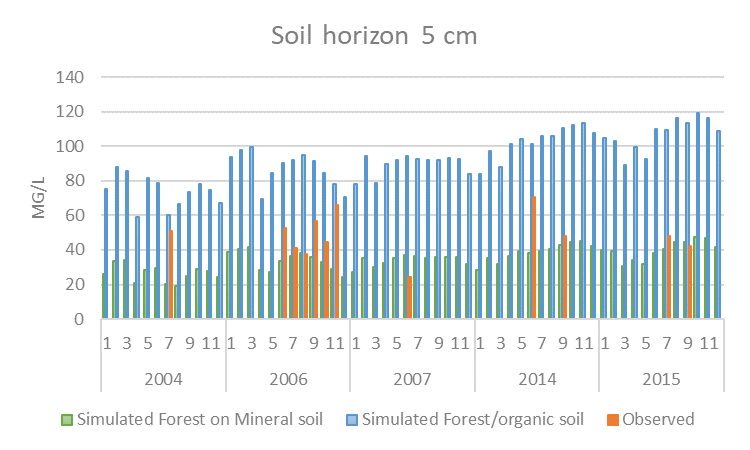 Soil horizon 5 cm
140
120
100
80
60
40
20
0
MG/L
1 3 5 7 9 11 1 3 5 7 9 11 1 3 5 7 9 11 1 3 5 7 9 11 1 3 5 7 9 11
2004 2006 2007 2014 2015
Simulated Forest on Mineral soil Simulated Forest/organic soil Observed